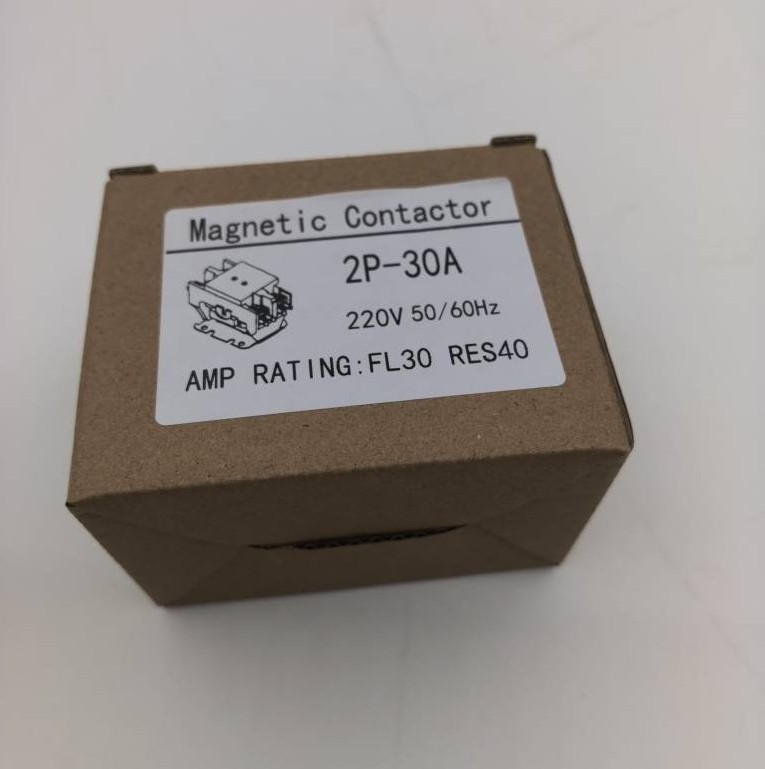 Magnetic Contactor
2P-30A
220V 50/60Hz
AMP RATING:FL30 RES40